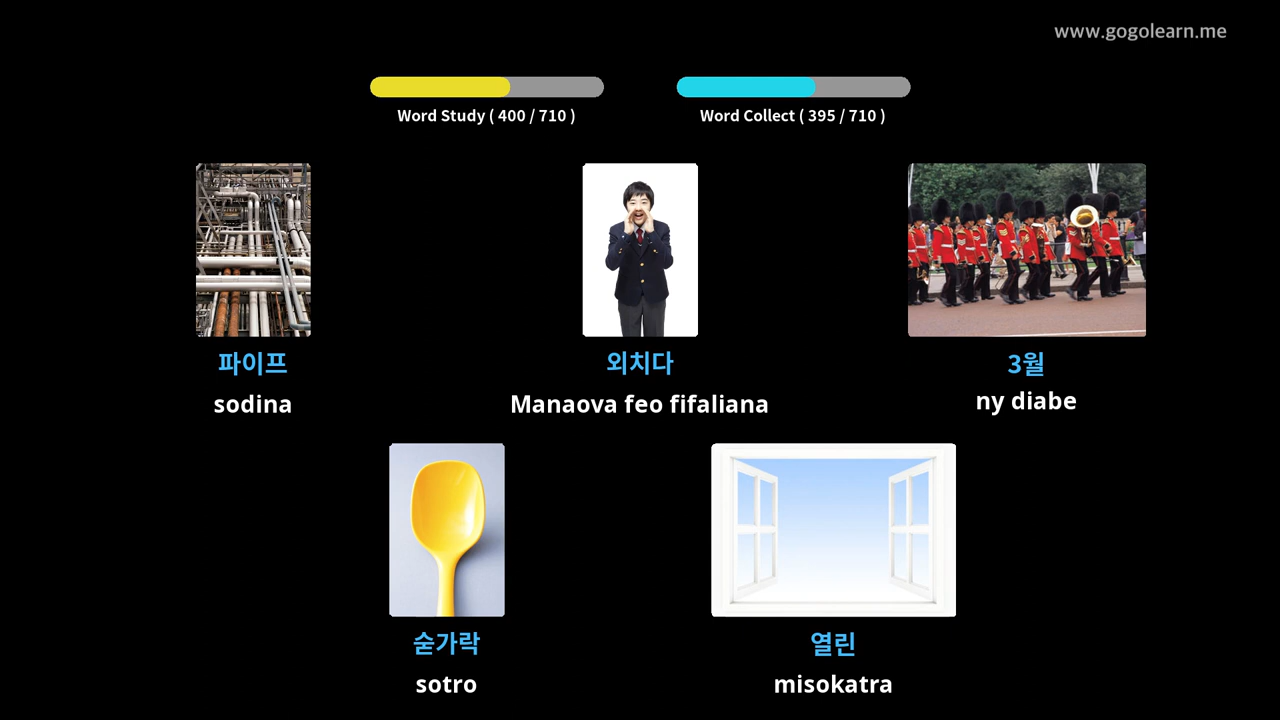 www.gogolearn.me
Word Study ( 400 / 710 )
Word Collect ( 395 / 710 )
파이프
sodina
외치다
Manaova feo fifaliana
3월
ny diabe
숟가락
sotro
열린
misokatra